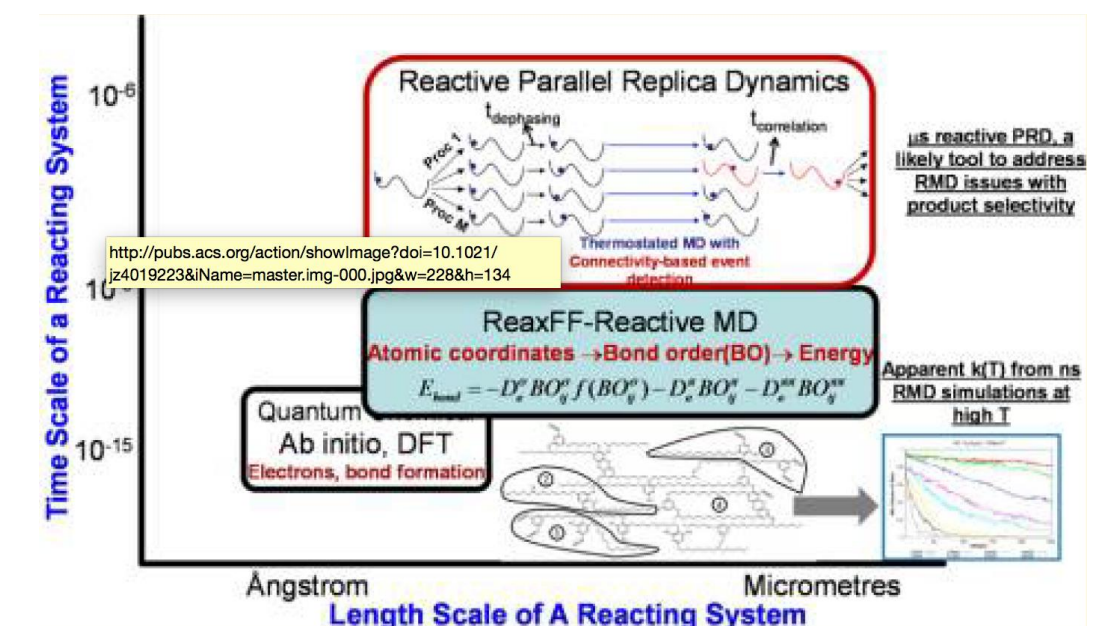 Time Scale of a Reacting System
10-6
10-15
Reactive Parallel Replica Dynamics
tdephasing
tcorrelation
Proc 1
Proc M
Thermostated MD with
Connectivity-based event
detection
µs reactive PRD, a
likely tool to address
RMD issues with
product selectivity
http://pubs.acs.org/action/showImage?doi=10.1021/
jz4019223&iName=master.img-000.jpg&w=228&h=134
ReaxFF-Reactive MD
Atomic coordinates →Bond order(BO)→ Energy
Quantum
Ab initio, DFT
Electrons, bond formation
Apparent k(T) from ns
RMD simulations at
high T
Ångstrom
Micrometres
Length Scale of A Reacting System